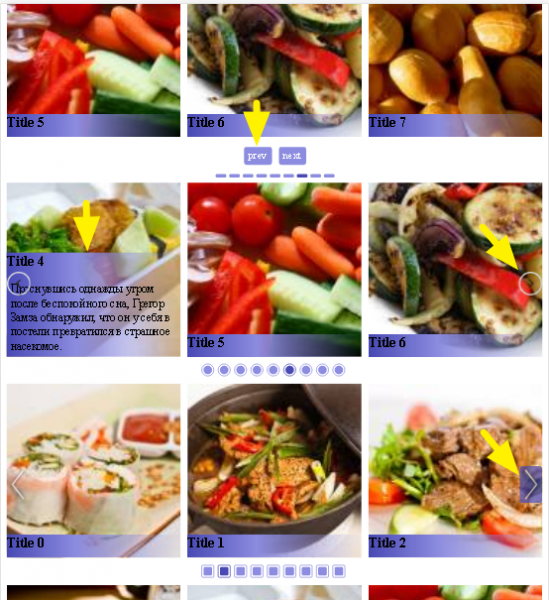 Title 5
Title 6
Title 7
prev
next
Title 4
Проснувшись однажды утром
после беспокойного сна, Грегор
Замза обнаружил, что он у себя в
постели превратился в страшное
насекомое.
Title 5
Title 6
Title 0
Title 1
Title 2